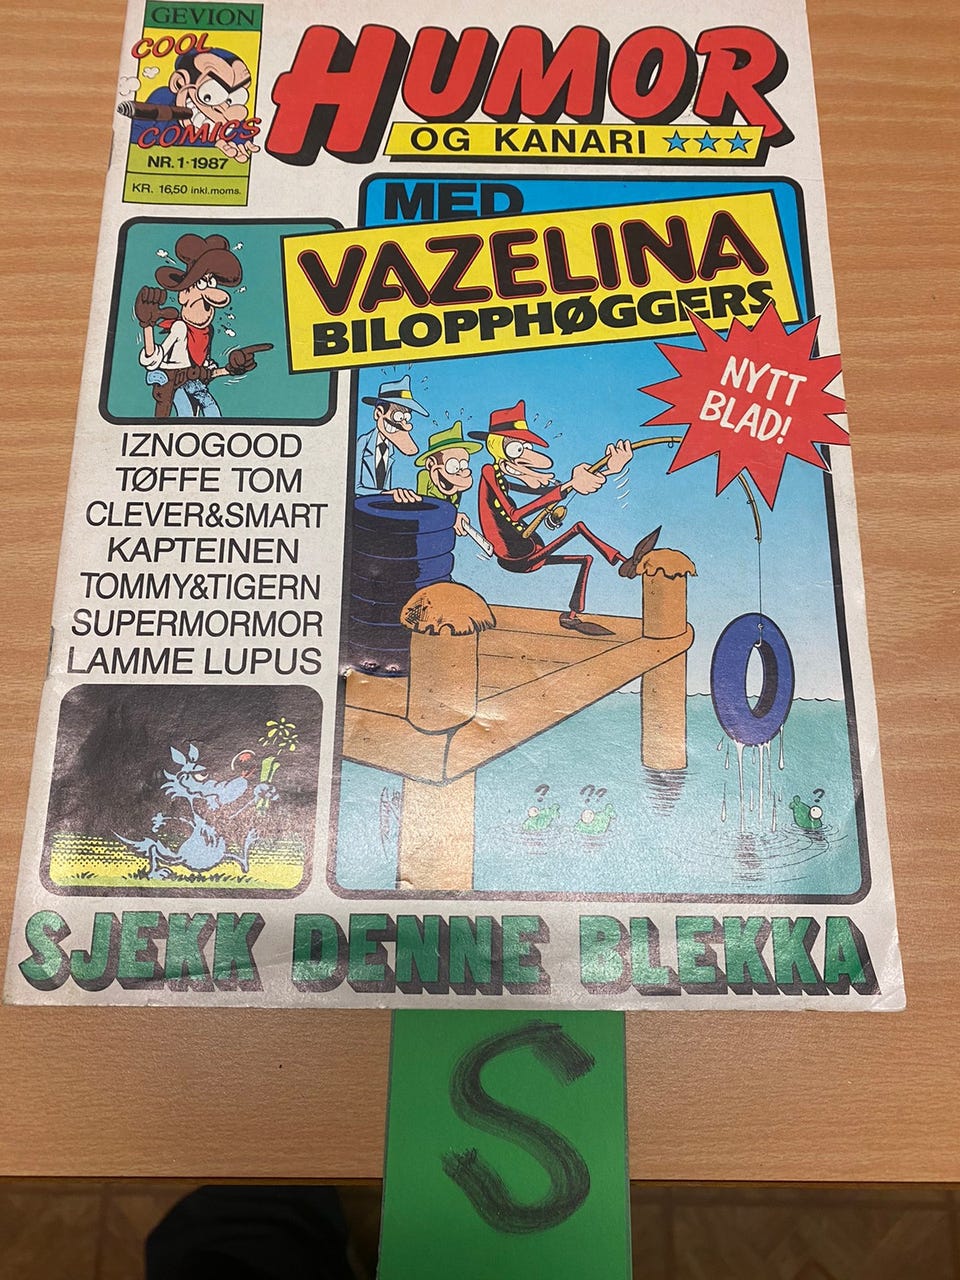 GEVION
COOL
COMICS
NR.1·1987
KR. 16,50 inkl.moms.
HUMOR
OG KANARI
MED
VAZELINA
BILOPPHØGGERS
NYTT
BLAD!
IZNOGOOD
TØFFE TOM
CLEVER&SMART
KAPTEINEN
TOMMY&TIGERN
SUPERMORMOR
LAMME LUPUS
?
??
?
SJEKK DENNE BLEKKA
S